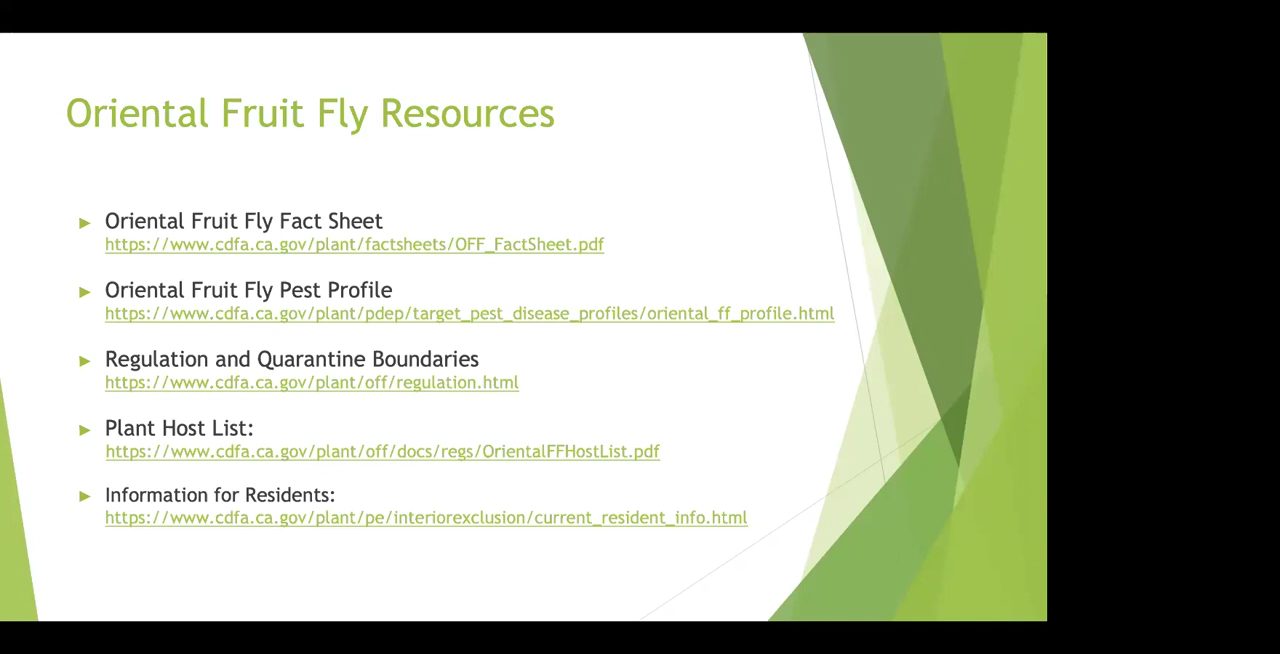 Oriental Fruit Fly Resources
Oriental Fruit Fly Fact Sheet
https://www.cdfa.ca.gov/plant/factsheets/OFF_FactSheet.pdf
Oriental Fruit Fly Pest Profile
https://www.cdfa.ca.gov/plant/pdep/target_pest_disease_profiles/oriental_ff_profile.html
Regulation and Quarantine Boundaries
https://www.cdfa.ca.gov/plant/off/regulation.html
Plant Host List:
https://www.cdfa.ca.gov/plant/off/docs/regs/OrientalFFHostList.pdf
Information for Residents:
https://www.cdfa.ca.gov/plant/pe/interiorexclusion/current_resident_info.html